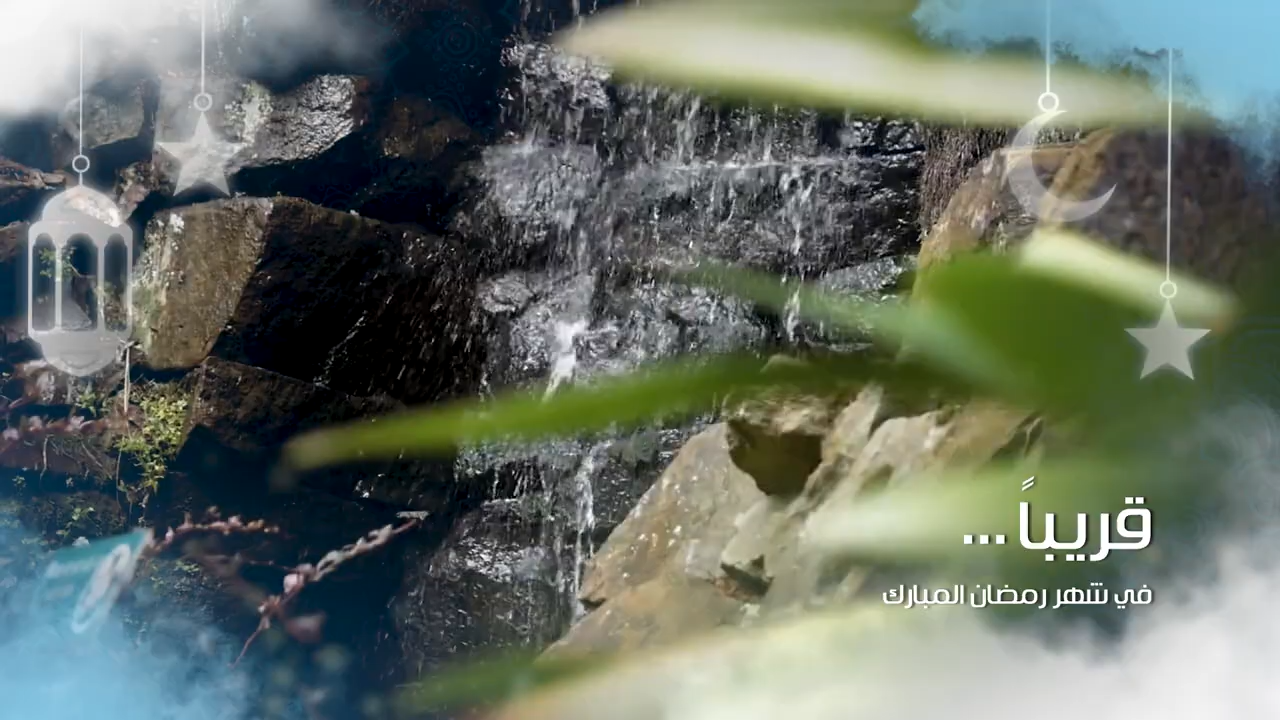 قريباً ...
في شهر رمضان المبارك